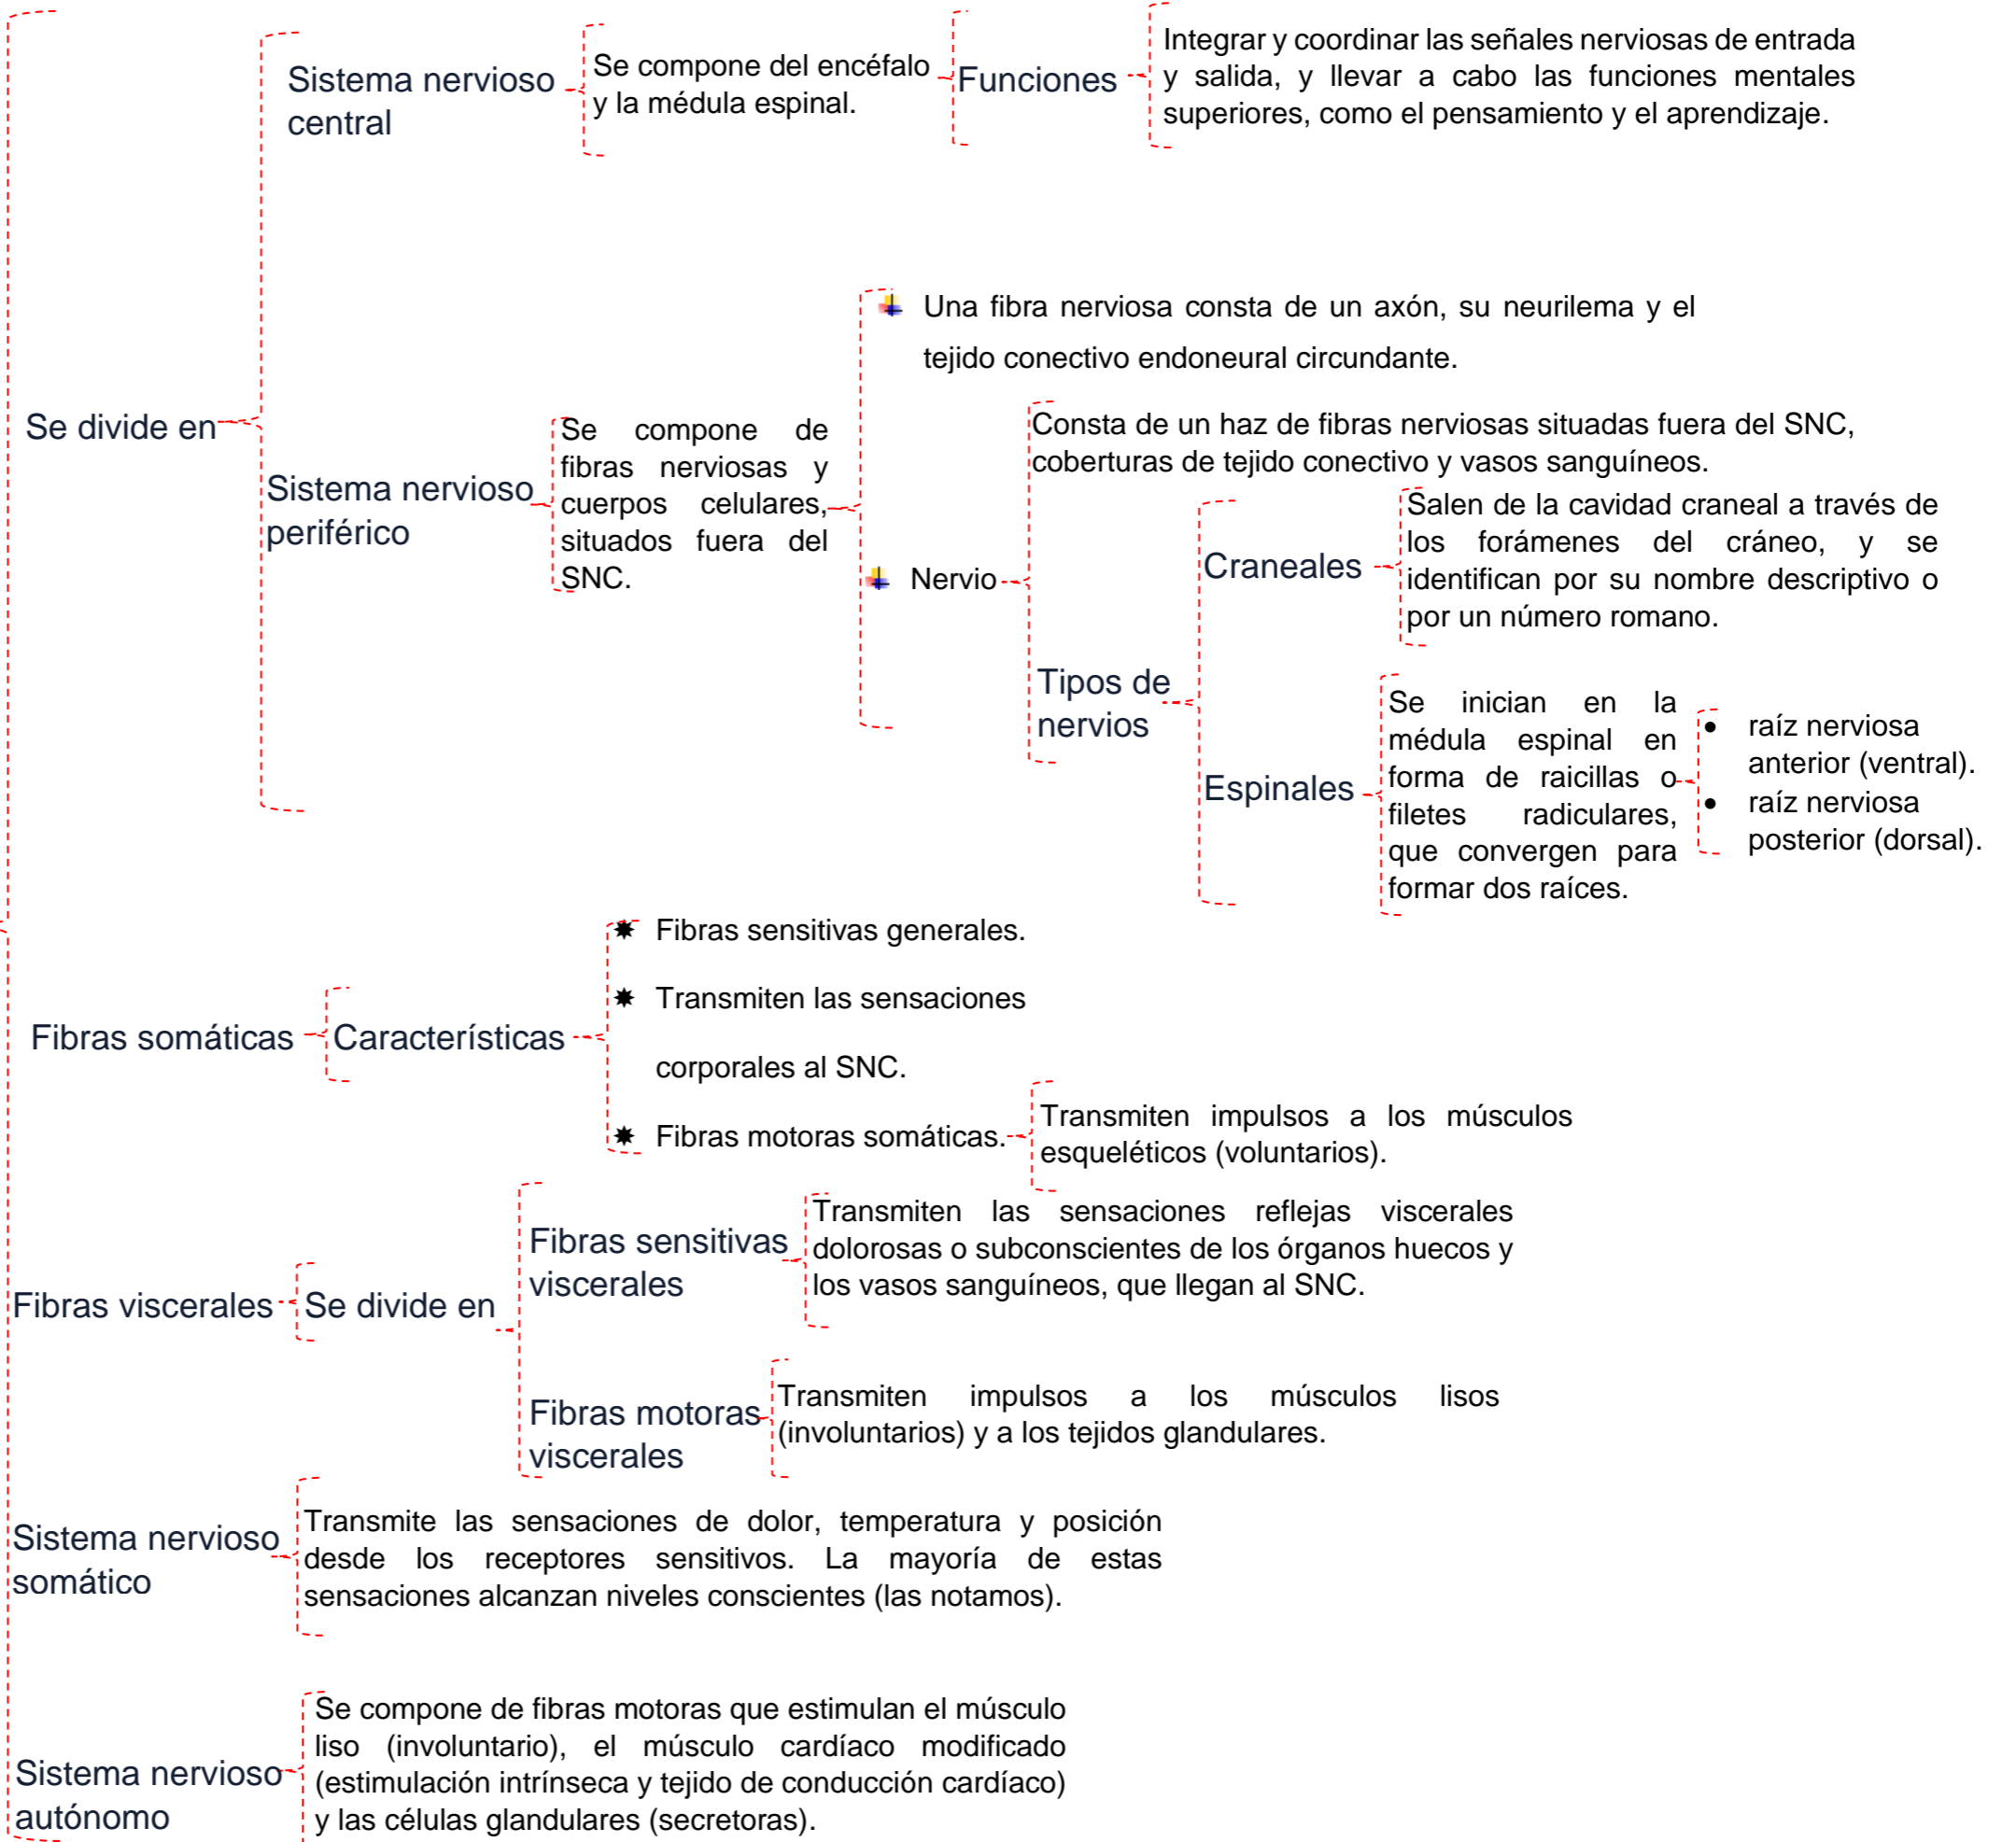 Sistema nervioso
central
Se compone del encéfalo
y la médula espinal.
Funciones
Integrar y coordinar las señales nerviosas de entrada
y salida, y llevar a cabo las funciones mentales
superiores, como el pensamiento y el aprendizaje.
Se divide en
Sistema nervioso
periférico
Se compone de
fibras nerviosas y
cuerpos celulares,
situados fuera del
SNC.
Una fibra nerviosa consta de un axón, su neurilema y el
tejido conectivo endoneural circundante.
Nervio
Consta de un haz de fibras nerviosas situadas fuera del SNC,
coberturas de tejido conectivo y vasos sanguíneos.
Tipos de
nervios
Craneales
Salen de la cavidad craneal a través de
los forámenes del cráneo, y se
identifican por su nombre descriptivo o
por un número romano.
Espinales
Se inician en la
médula espinal en
forma de raicillas o
filetes radiculares,
que convergen para
formar dos raíces.
• raíz nerviosa
anterior (ventral).
• raíz nerviosa
posterior (dorsal).
Fibras somáticas
Características
Fibras sensitivas generales.
Transmiten las sensaciones
corporales al SNC.
Fibras motoras somáticas.
Transmiten impulsos a los músculos
esqueléticos (voluntarios).
Fibras viscerales
Se divide en
Fibras sensitivas
viscerales
Transmiten las sensaciones reflejas viscerales
dolorosas o subconscientes de los órganos huecos y
los vasos sanguíneos, que llegan al SNC.
Fibras motoras
viscerales
Transmiten impulsos a los músculos lisos
(involuntarios) y a los tejidos glandulares.
Sistema nervioso
somático
Transmite las sensaciones de dolor, temperatura y posición
desde los receptores sensitivos. La mayoría de estas
sensaciones alcanzan niveles conscientes (las notamos).
Sistema nervioso
autónomo
Se compone de fibras motoras que estimulan el músculo
liso (involuntario), el músculo cardíaco modificado
(estimulación intrínseca y tejido de conducción cardíaco)
y las células glandulares (secretoras).